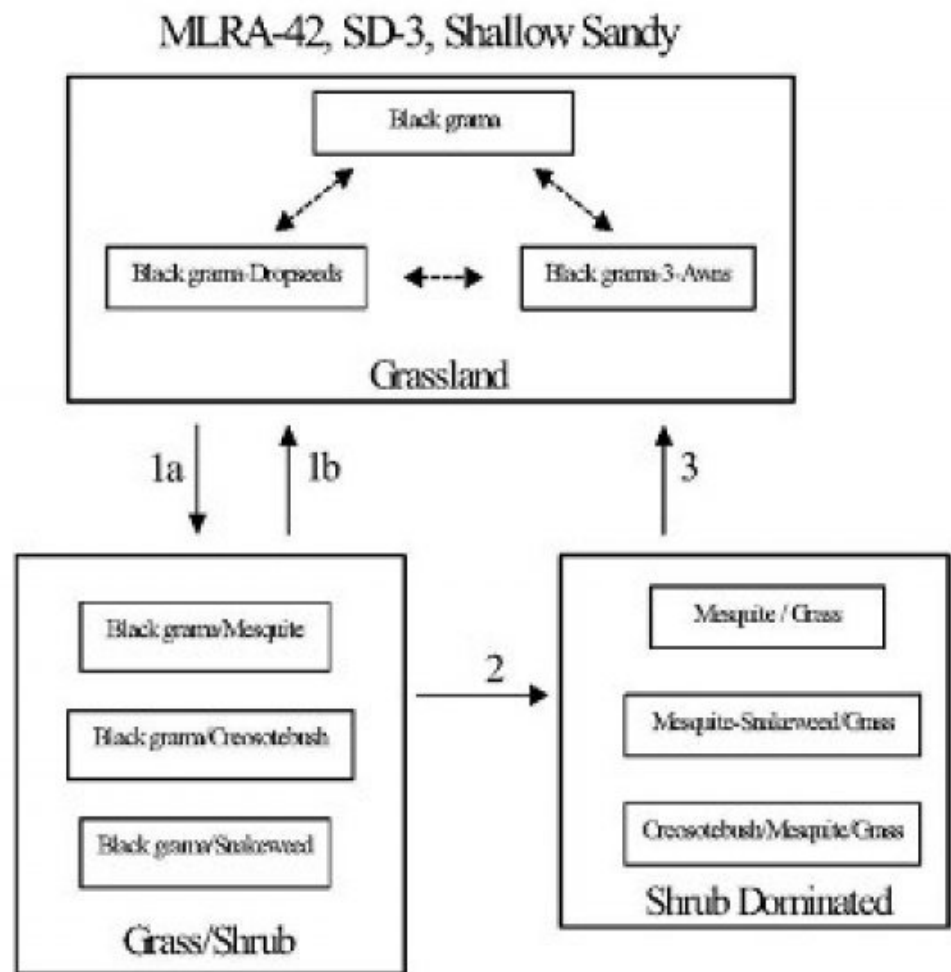 MLRA-42, SD-3, Shallow Sandy
Black grama
Black grama-Dropseeds
Black grama-3-Awns
Grassland
1a
1b
3
Black grama/Mesquite
Black grama/Creosotebush
Black grama/Snakeweed
Grass/Shrub
2
Mesquite / Grass
Mesquite-Snakeweed/Grass
Creosotebush/Mesquite/Grass
Shrub Dominated